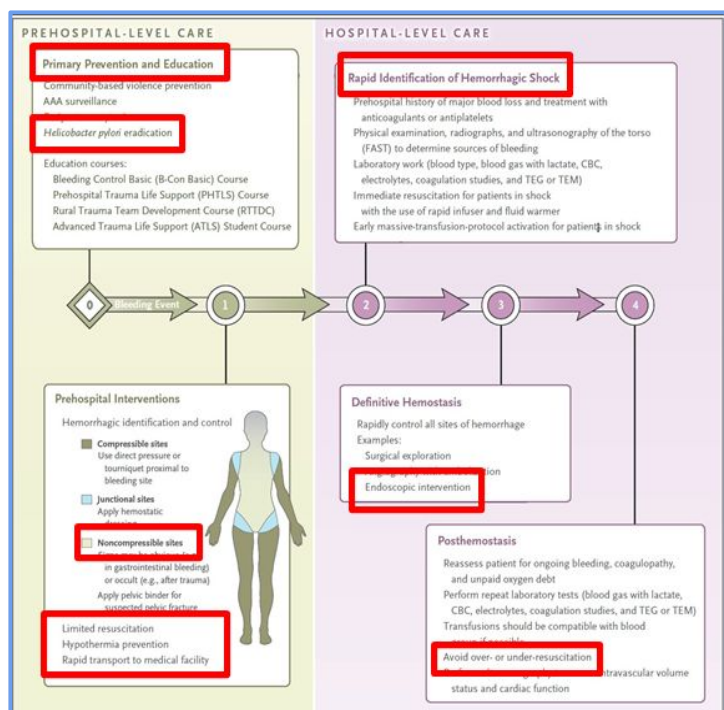 PREHOSPITAL-LEVEL CARE
Primary Prevention and Education
Community-based violence prevention
AAA surveillance
Helicobacter pylori eradication
Education courses:
Bleeding Control Basic (B-Con Basic) Course
Prehospital Trauma Life Support (PHTLS) Course
Rural Trauma Team Development Course (RTTDC)
Advanced Trauma Life Support (ATLS) Student Course
HOSPITAL-LEVEL CARE
Rapid Identification of Hemorrhagic Shock
Prehospital history of major blood loss and treatment with
anticoagulants or antiplatelets
Physical examination, radiographs, and ultrasonography of the torso
(FAST) to determine sources of bleeding
Laboratory work (blood type, blood gas with lactate, CBC,
electrolytes, coagulation studies, and TEG or TEM)
Immediate resuscitation for patients in shock
with the use of rapid infuser and fluid warmer
Early massive-transfusion-protocol activation for patients in shock
0 Bleeding Event 1 2 3 4
Prehospital Interventions
Hemorrhagic identification and control
Compressible sites
Use direct pressure or
tourniquet proximal to
bleeding site
Junctional sites
Apply hemostatic
Noncompressible sites
in gastrointestinal bleeding)
or occult (e.g., after trauma)
Apply pelvic binder for
suspected pelvic fracture
Limited resuscitation
Hypothermia prevention
Rapid transport to medical facility
Definitive Hemostasis
Rapidly control all sites of hemorrhage
Examples:
Surgical exploration
Endoscopic intervention
Posthemostasis
Reassess patient for ongoing bleeding, coagulopathy,
and unpaid oxygen debt
Perform repeat laboratory tests (blood gas with lactate,
CBC, electrolytes, coagulation studies, and TEG or TEM)
Transfusions should be compatible with blood
group if possible
Avoid over- or under-resuscitation
intravascular volume
status and cardiac function